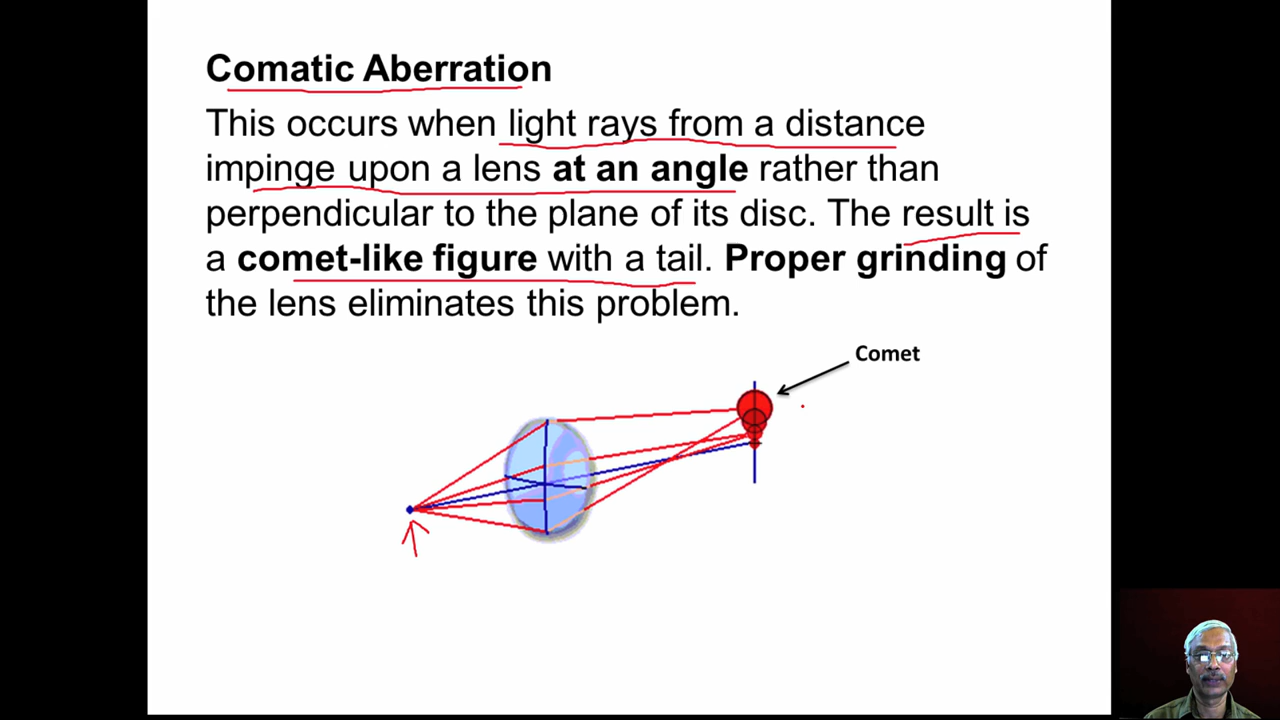 Comatic Aberration
This occurs when light rays from a distance
impinge upon a lens at an angle rather than
perpendicular to the plane of its disc. The result is
a comet-like figure with a tail. Proper grinding of
the lens eliminates this problem.
Comet